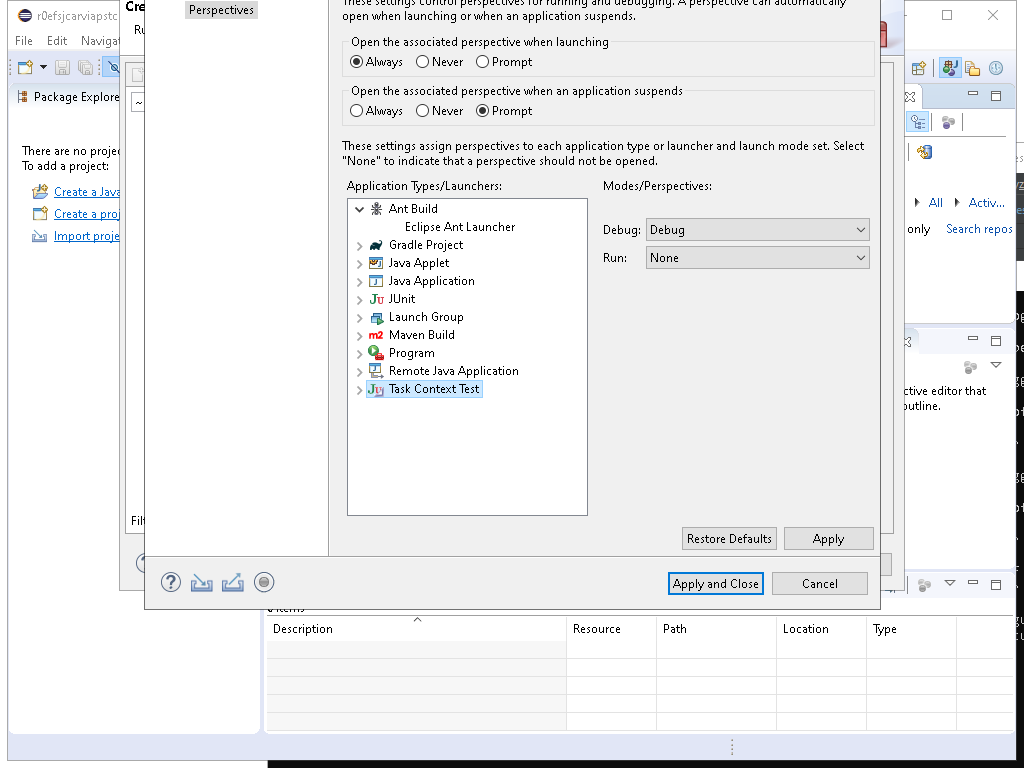 r0efsjcarviapstc
File
Edit
Naviga
Package Explore
There are no proje
To add a project:
Create a Java
Create a proj
Import proje
Cre
Ru
Filt
Perspectives
These settings control perspectives for running and debugging. A perspective can automatically
open when launching or when an application suspends.
Open the associated perspective when launching
Always
Never
Prompt
Open the associated perspective when an application suspends
Always
Never
Prompt
These settings assign perspectives to each application type or launcher and launch mode set. Select
"None" to indicate that a perspective should not be opened.
Application Types/Launchers:
Modes/Perspectives:
Ant Build
Eclipse Ant Launcher
Gradle Project
Java Applet
Java Application
JUnit
Launch Group
Maven Build
Program
Remote Java Application
Task Context Test
Debug:
Debug
Run:
None
Restore Defaults
Apply
Apply and Close
Cancel
All
Activ...
only
Search repos
ctive editor that
outline.
0 items
Description
Resource
Path
Location
Type